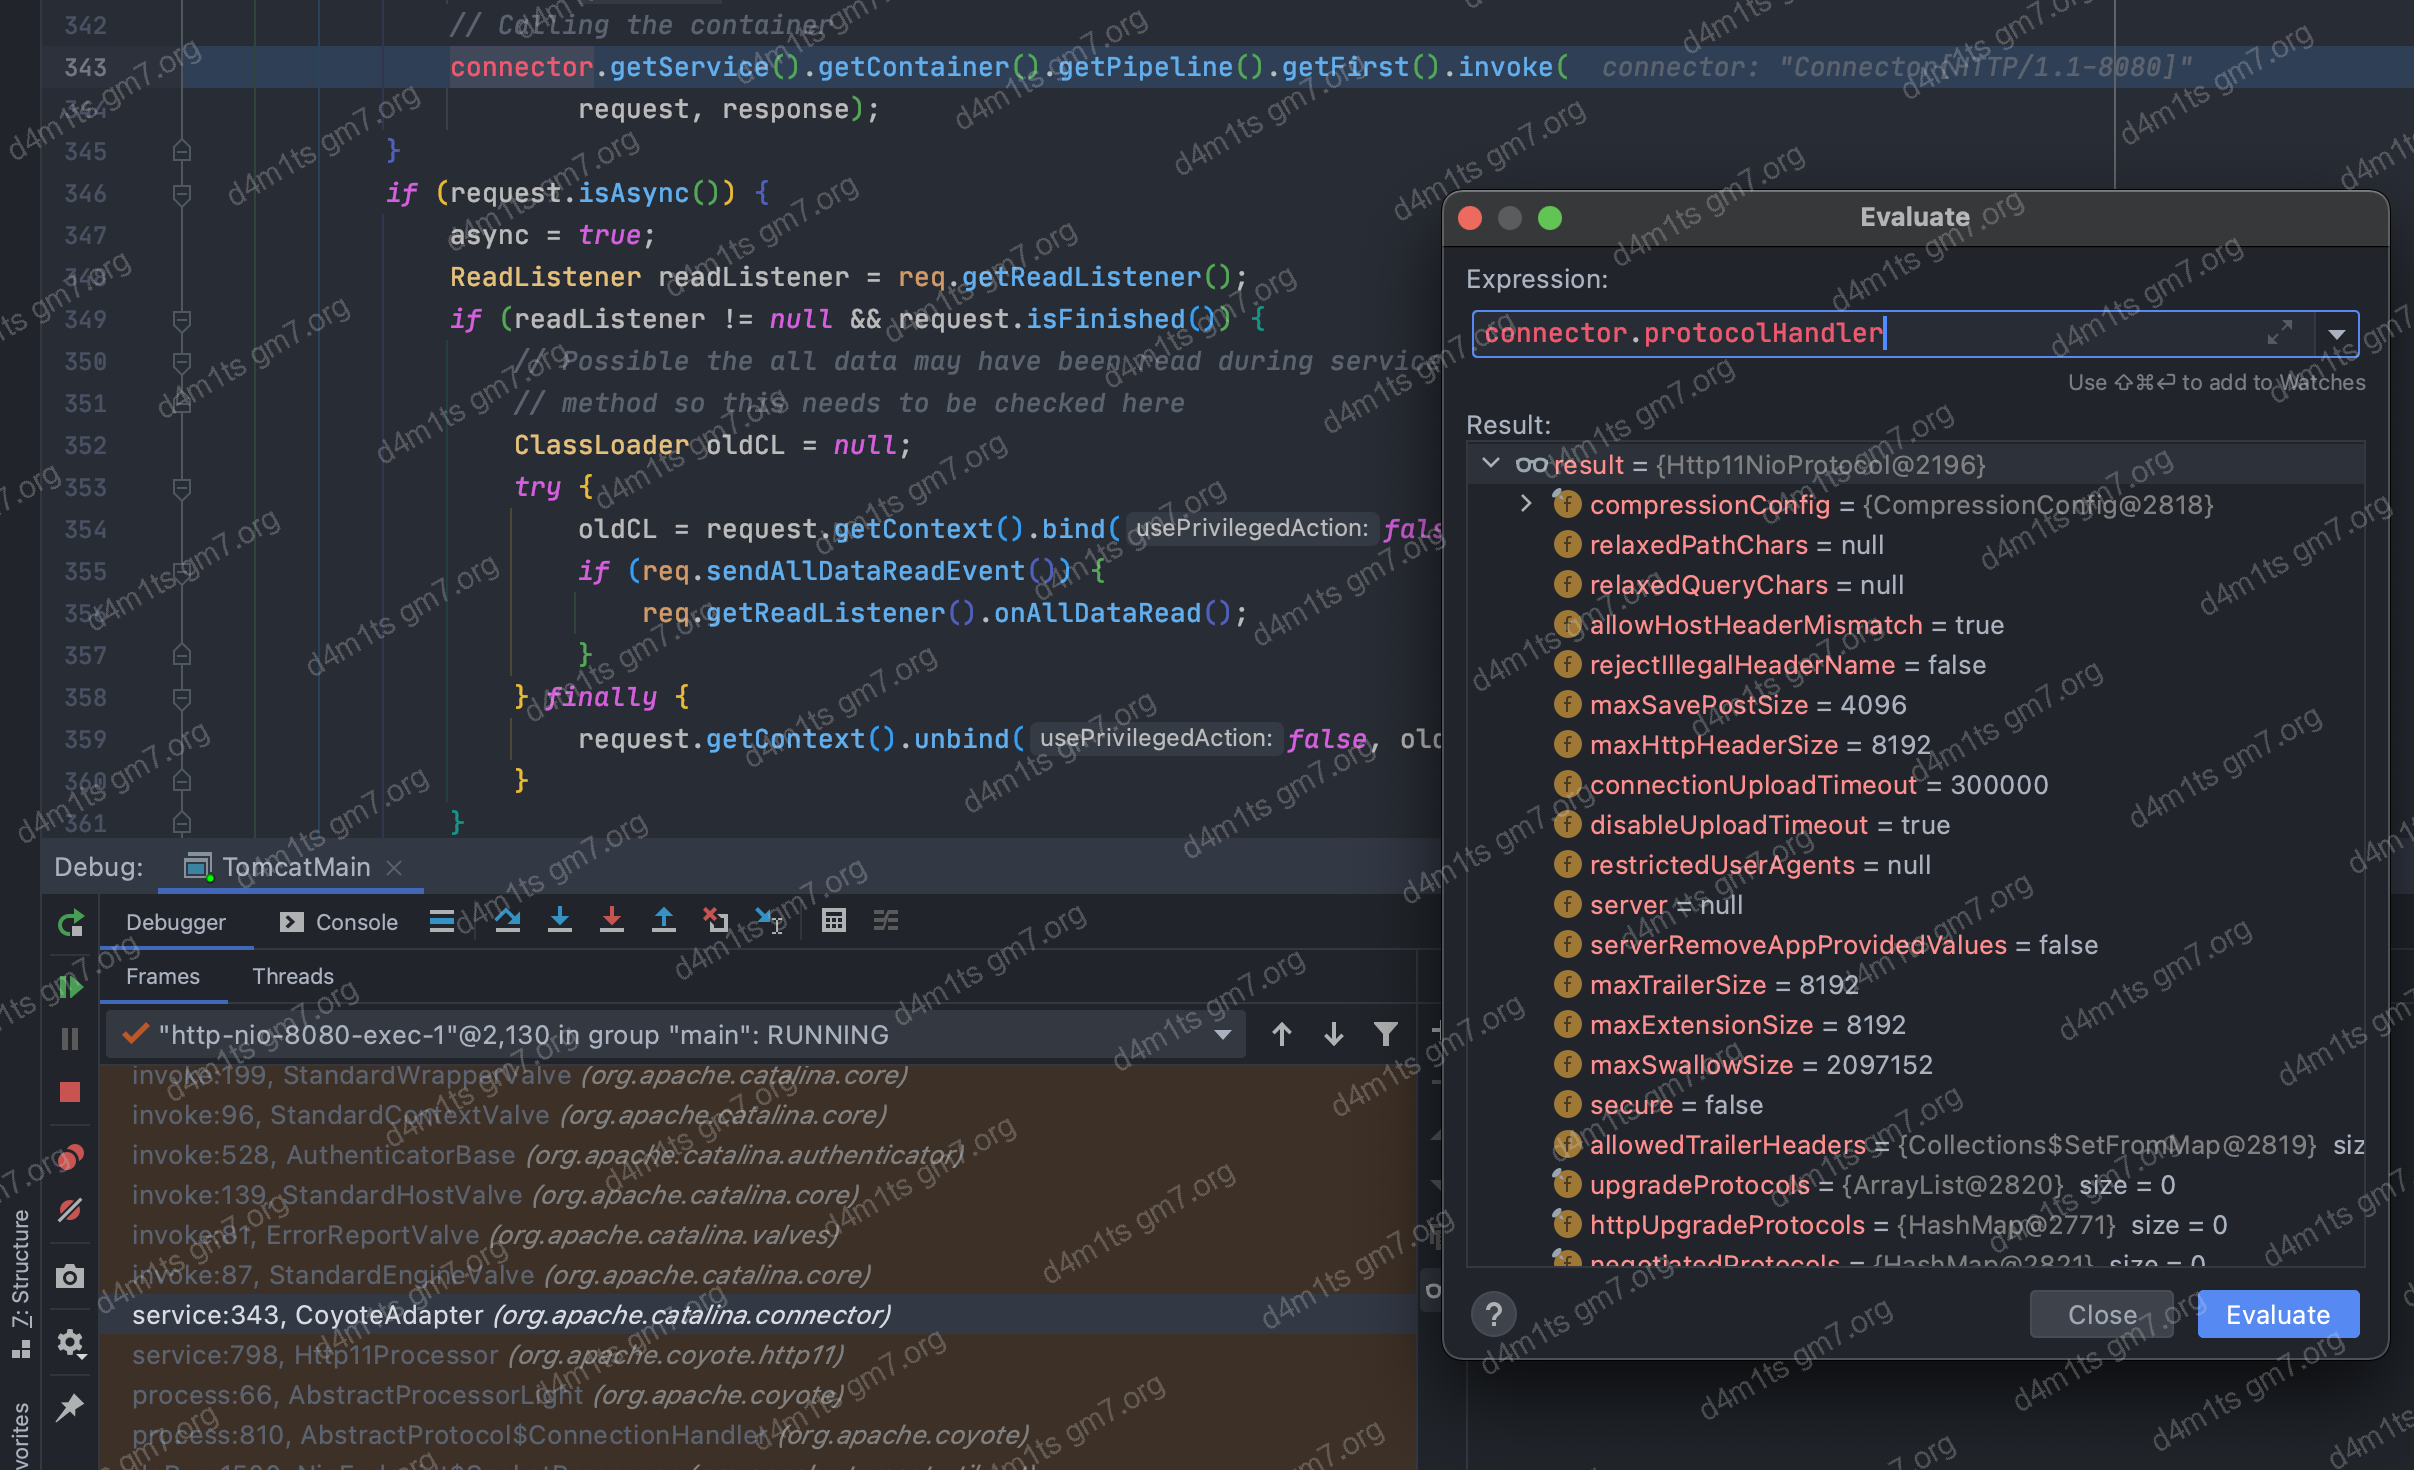 342 // Calling the container
343 connector.getService().getContainer().getPipeline().getFirst().invoke( connector: "Connector[HTTP/1.1-8080]"
344 request, response);
345 }
346 if (request.isAsync()) {
347 async = true;
348 ReadListener readListener = req.getReadListener();
349 if (readListener != null && request.isFinished()) {
350 // Possible the all data may have been read during servic
351 // method so this needs to be checked here
352 ClassLoader oldCL = null;
353 try {
354 oldCL = request.getContext().bind( usePrivilegedAction: fals
355 if (req.sendAllDataReadEvent()) {
356 req.getReadListener().onAllDataRead();
357 }
358 } finally {
359 request.getContext().unbind( usePrivilegedAction: false, old
360 }
361 }
Debug: TomcatMain
Debugger Console
Frames Threads
"http-nio-8080-exec-1"@2,130 in group "main": RUNNING
invoke:199, StandardWrapperValve (org.apache.catalina.core)
invoke:96, StandardContextValve (org.apache.catalina.core)
invoke:528, AuthenticatorBase (org.apache.catalina.authenticator)
invoke:139, StandardHostValve (org.apache.catalina.core)
invoke:81, ErrorReportValve (org.apache.catalina.valves)
invoke:87, StandardEngineValve (org.apache.catalina.core)
service:343, CoyoteAdapter (org.apache.catalina.connector)
service:798, Http11Processor (org.apache.coyote.http11)
process:66, AbstractProcessorLight (org.apache.coyote)
process:810, AbstractProtocol$ConnectionHandler (org.apache.coyote)
7: Structure
vorites
Evaluate
Expression:
connector.protocolHandler
Use ⇧⌘⏎ to add to Watches
Result:
result = {Http11NioProtocol@2196}
compressionConfig = {CompressionConfig@2818}
relaxedPathChars = null
relaxedQueryChars = null
allowHostHeaderMismatch = true
rejectIllegalHeaderName = false
maxSavePostSize = 4096
maxHttpHeaderSize = 8192
connectionUploadTimeout = 300000
disableUploadTimeout = true
restrictedUserAgents = null
server = null
serverRemoveAppProvidedValues = false
maxTrailerSize = 8192
maxExtensionSize = 8192
maxSwallowSize = 2097152
secure = false
allowedTrailerHeaders = {Collections$SetFromMap@2819} siz
upgradeProtocols = {ArrayList@2820} size = 0
httpUpgradeProtocols = {HashMap@2771} size = 0
negotiatedProtocols = {HashMap@2821} size = 0
? Close Evaluate
d4m1ts gm7.org